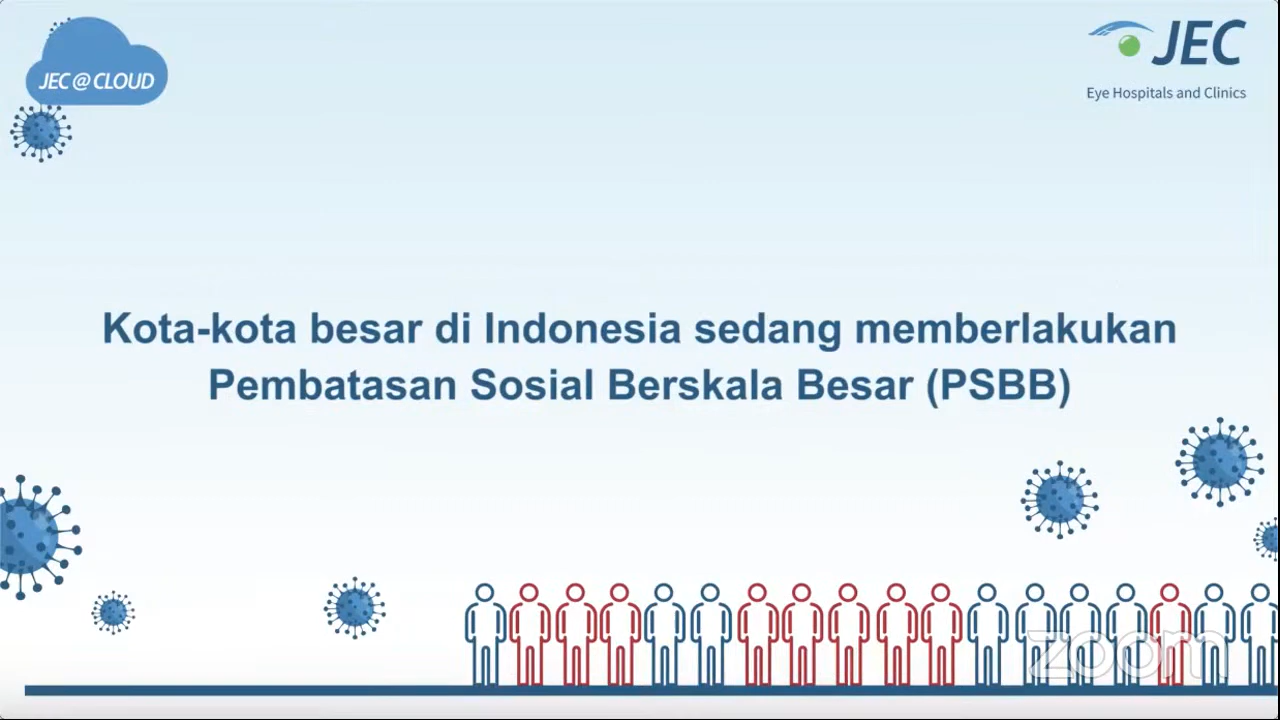 JEC @ CLOUD
JEC
Eye Hospitals and Clinics
Kota-kota besar di Indonesia sedang memberlakukan
Pembatasan Sosial Berskala Besar (PSBB)
zoom